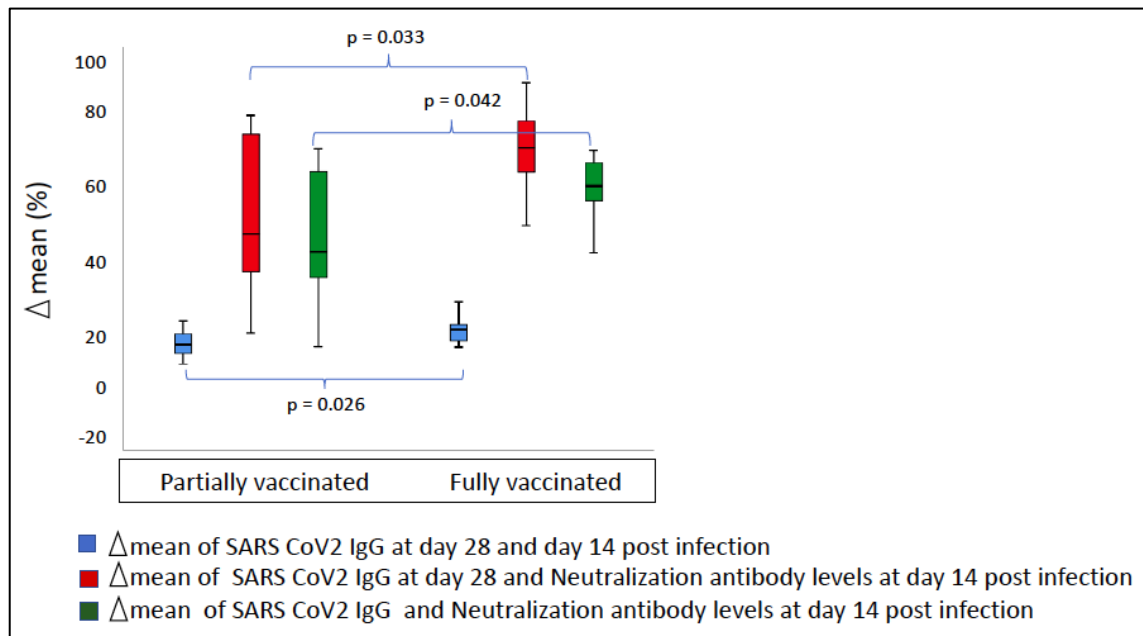 p = 0.033
100
80
p = 0.042
60
40
20
0
-20
Δ mean (%)
p = 0.026
Partially vaccinated Fully vaccinated
Δmean of SARS CoV2 IgG at day 28 and day 14 post infection
Δmean of SARS CoV2 IgG at day 28 and Neutralization antibody levels at day 14 post infection
Δmean of SARS CoV2 IgG and Neutralization antibody levels at day 14 post infection